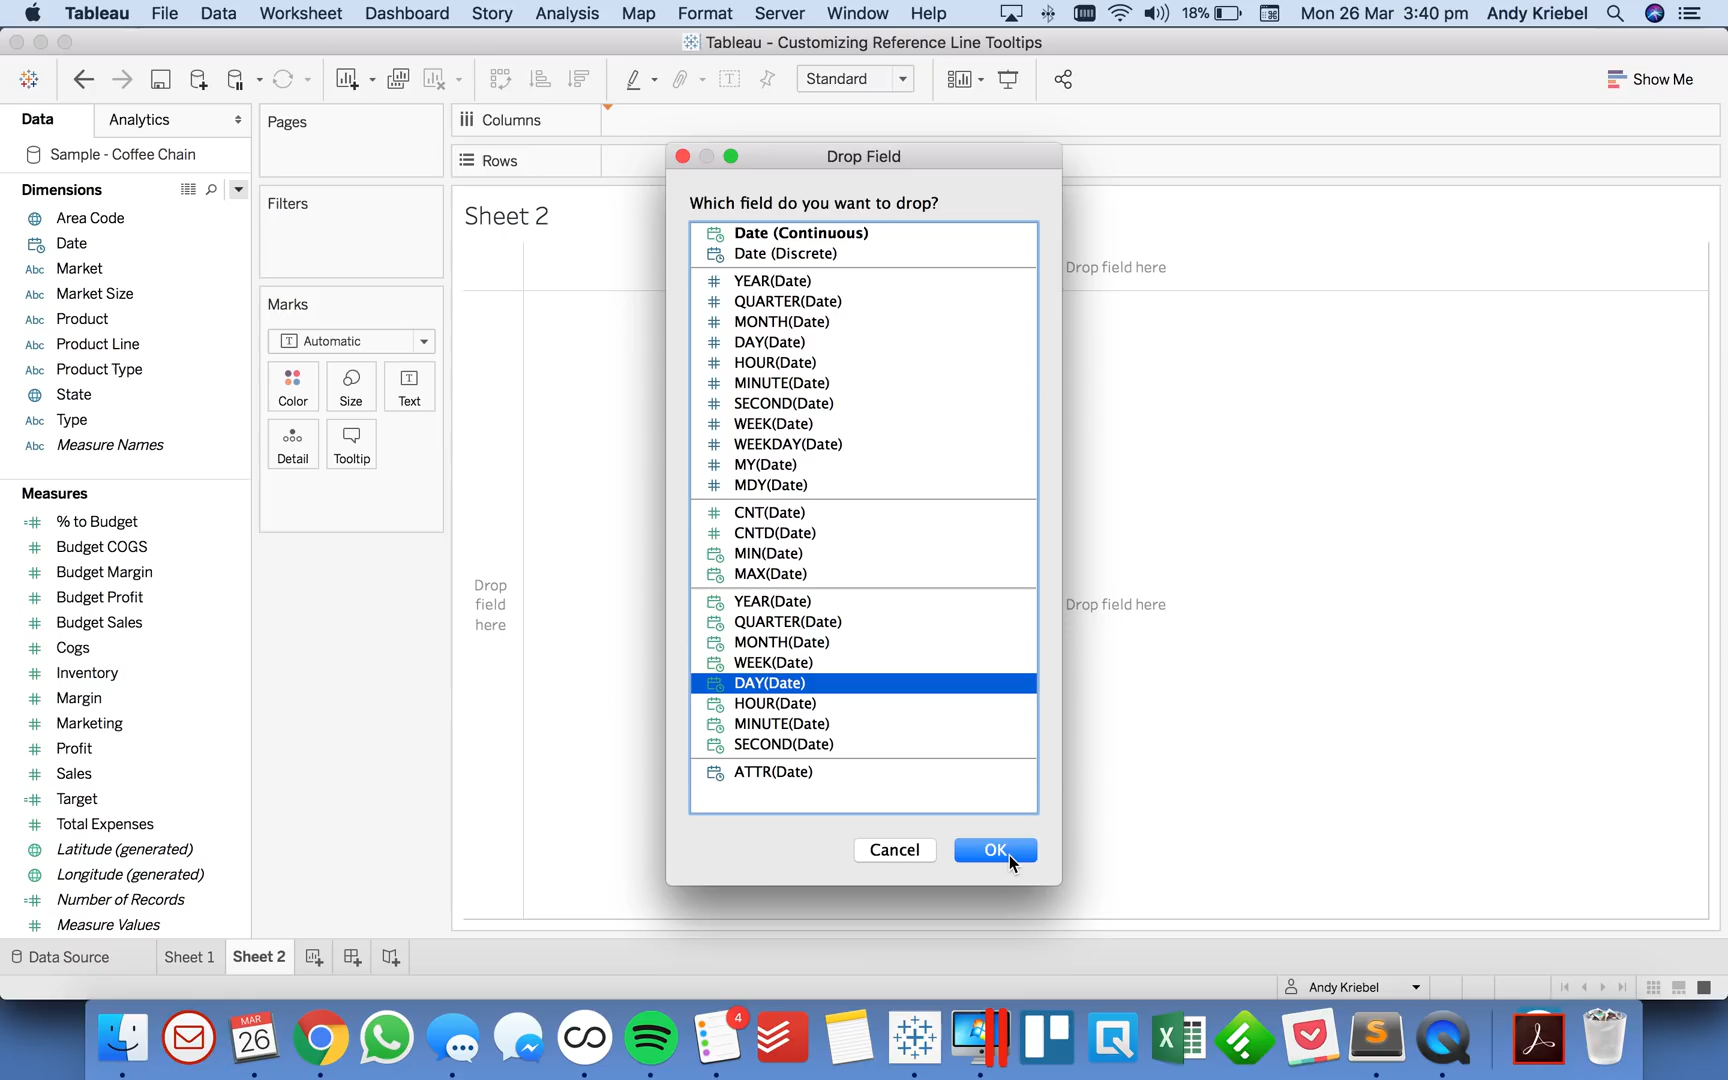 Tableau File Data Worksheet Dashboard Story Analysis Map Format Server Window Help 18% Mon 26 Mar 3:40 pm Andy Kriebel
Tableau - Customizing Reference Line Tooltips
Standard
Show Me
Data
Analytics
Sample - Coffee Chain
Dimensions
Area Code
Date
Abc Market
Abc Market Size
Abc Product
Abc Product Line
Abc Product Type
State
Abc Type
Abc Measure Names
Measures
% to Budget
Budget COGS
Budget Margin
Budget Profit
Budget Sales
Cogs
Inventory
Margin
Marketing
Profit
Sales
Target
Total Expenses
Latitude (generated)
Longitude (generated)
Number of Records
Measure Values
Pages
Filters
Marks
T Automatic
Color
Size
T Text
Detail
Tooltip
Columns
Rows
Sheet 2
Drop
field
here
Drop field here
Drop field here
Drop Field
Which field do you want to drop?
Date (Continuous)
Date (Discrete)
YEAR(Date)
QUARTER(Date)
MONTH(Date)
DAY(Date)
HOUR(Date)
MINUTE(Date)
SECOND(Date)
WEEK(Date)
WEEKDAY(Date)
MY(Date)
MDY(Date)
CNT(Date)
CNTD(Date)
MIN(Date)
MAX(Date)
YEAR(Date)
QUARTER(Date)
MONTH(Date)
WEEK(Date)
DAY(Date)
HOUR(Date)
MINUTE(Date)
SECOND(Date)
ATTR(Date)
Cancel
OK
Data Source
Sheet 1
Sheet 2
Andy Kriebel
MAR
26
4